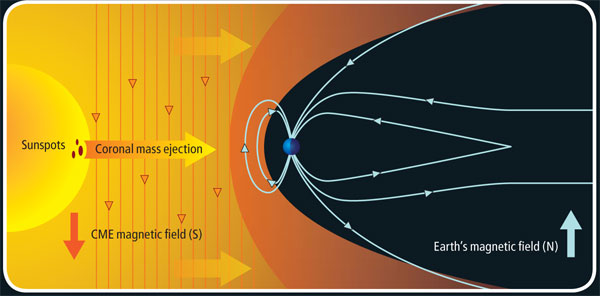 Sunspots
Coronal mass ejection
CME magnetic field (S)
Earth's magnetic field (N)